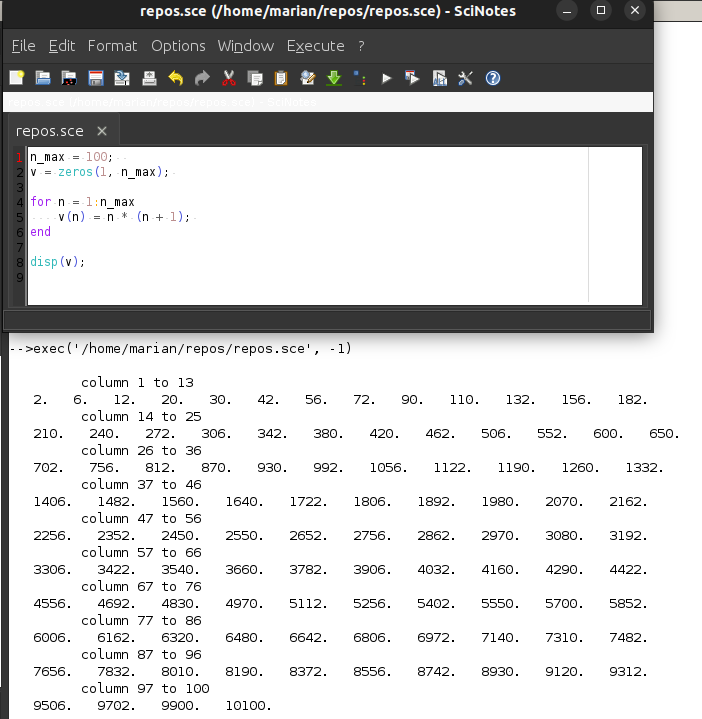 repos.sce (/home/marian/repos/repos.sce) - SciNotes
File Edit Format Options Window Execute ?
repos.sce (/home/marian/repos/repos.sce) - SciNotes
repos.sce ×
1 n_max = 100;
2 v = zeros(1, n_max);
3
4 for n = 1:n_max
5 v(n) = n * (n + 1);
6 end
7
8 disp(v);
9
-->exec('/home/marian/repos/repos.sce', -1)
column 1 to 13
2. 6. 12. 20. 30. 42. 56. 72. 90. 110. 132. 156. 182.
column 14 to 25
210. 240. 272. 306. 342. 380. 420. 462. 506. 552. 600. 650.
column 26 to 36
702. 756. 812. 870. 930. 992. 1056. 1122. 1190. 1260. 1332.
column 37 to 46
1406. 1482. 1560. 1640. 1722. 1806. 1892. 1980. 2070. 2162.
column 47 to 56
2256. 2352. 2450. 2550. 2652. 2756. 2862. 2970. 3080. 3192.
column 57 to 66
3306. 3422. 3540. 3660. 3782. 3906. 4032. 4160. 4290. 4422.
column 67 to 76
4556. 4692. 4830. 4970. 5112. 5256. 5402. 5550. 5700. 5852.
column 77 to 86
6006. 6162. 6320. 6480. 6642. 6806. 6972. 7140. 7310. 7482.
column 87 to 96
7656. 7832. 8010. 8190. 8372. 8556. 8742. 8930. 9120. 9312.
column 97 to 100
9506. 9702. 9900. 10100.